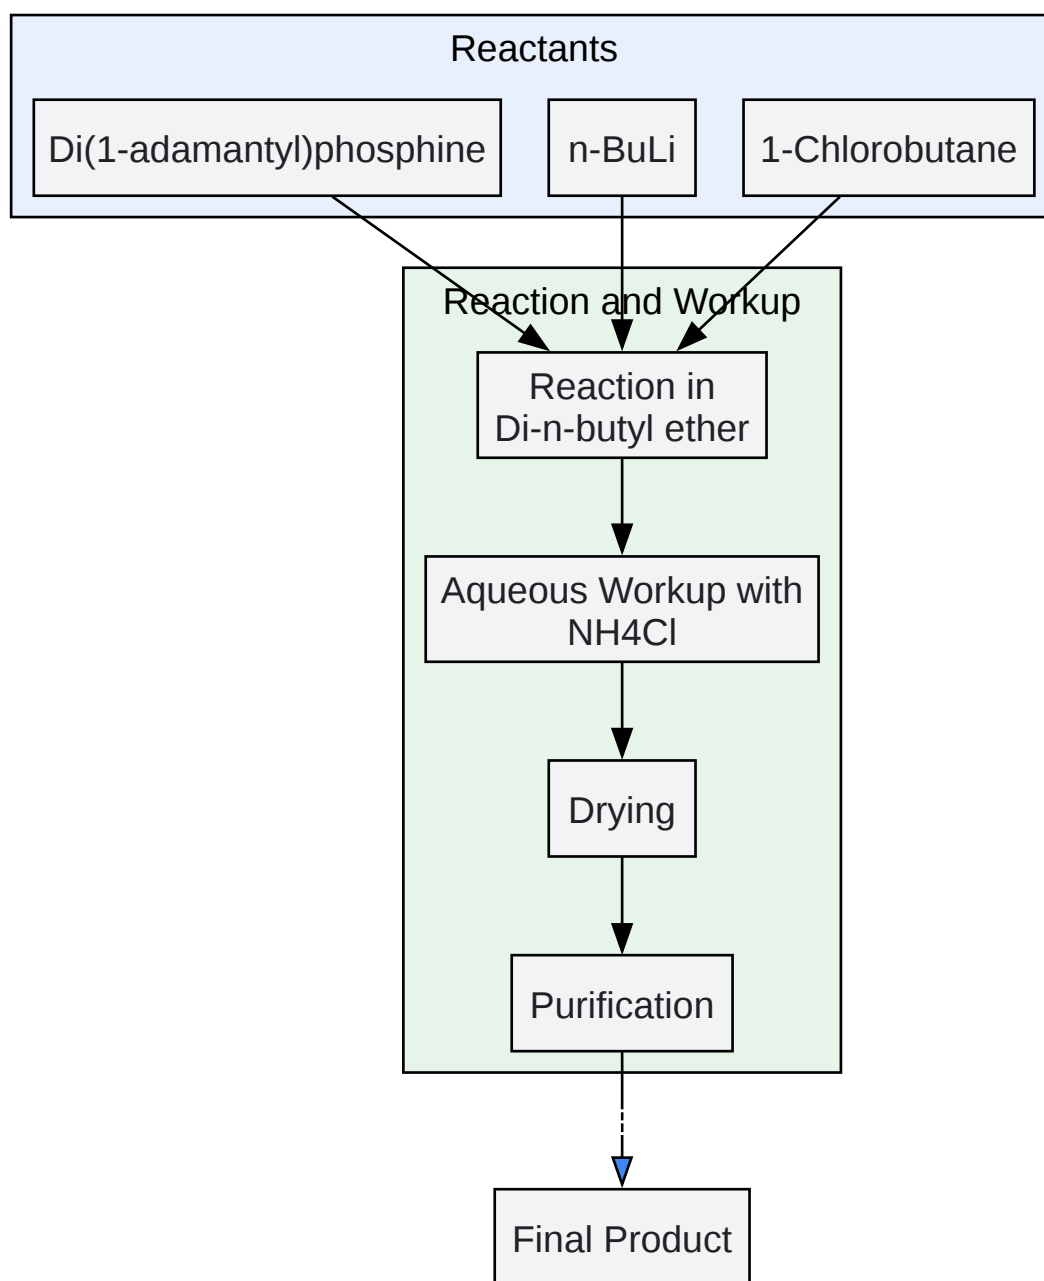 Reactants
Di(1-adamantyl)phosphine
n-BuLi
1-Chlorobutane
Reaction and Workup
Reaction in
Di-n-butyl ether
Aqueous Workup with
NH4Cl
Drying
Purification
Final Product